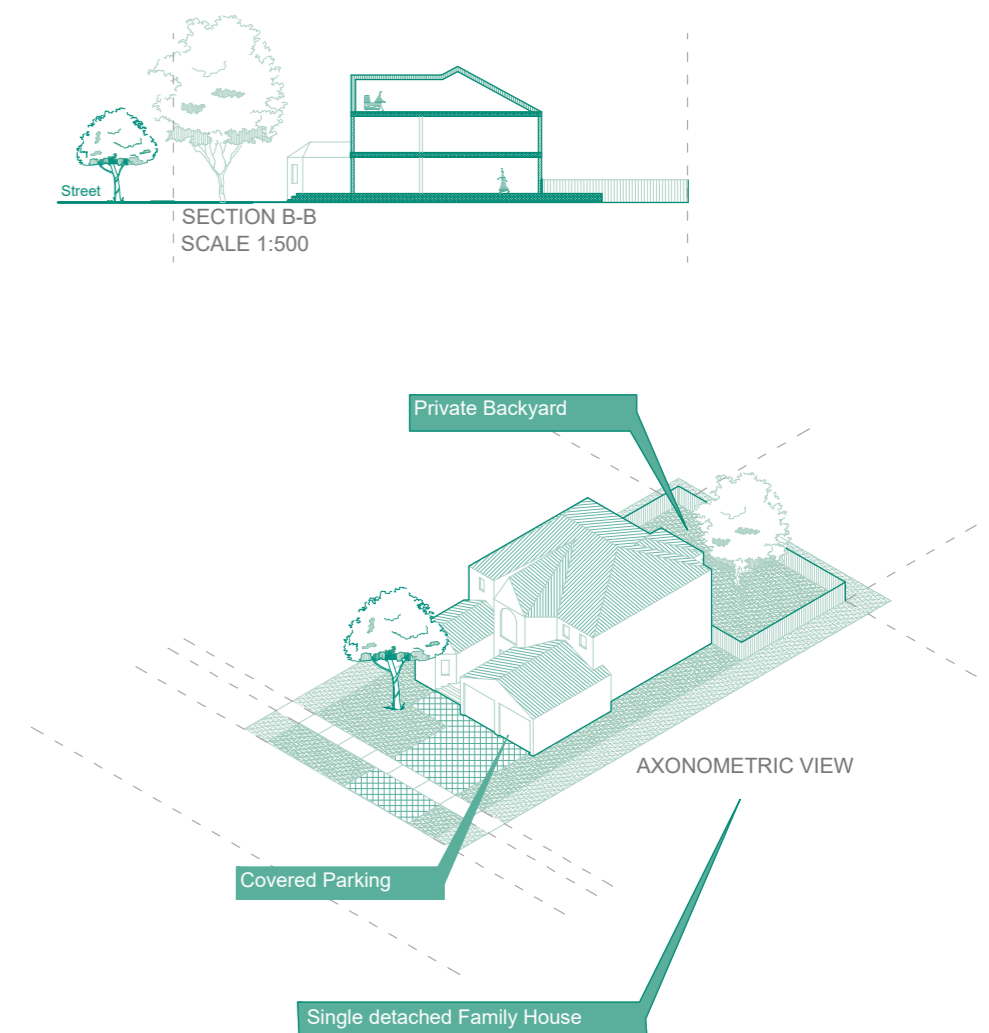 Street
SECTION B-B
SCALE 1:500
Private Backyard
AXONOMETRIC VIEW
Covered Parking
Single detached Family House